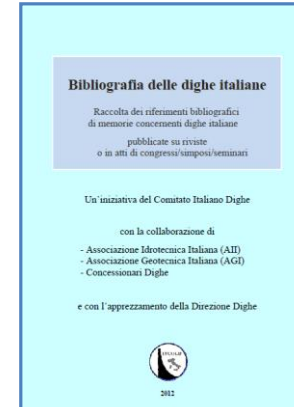 Bibliografia delle dighe italiane
Raccolta dei riferimenti bibliografici
di memorie concernenti dighe italiane
pubblicate su riviste
o in atti di congressi/simposi/seminari
Un'iniziativa del Comitato Italiano Dighe
con la collaborazione di
- Associazione Idrotecnica Italiana (AII)
- Associazione Geotecnica Italiana (AGI)
- Concessionari Dighe
e con l'apprezzamento della Direzione Dighe
2012